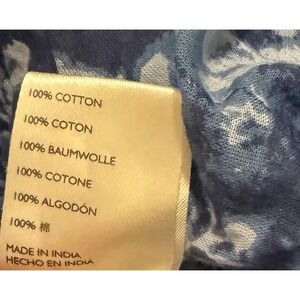 100% COTTON
100% COTON
100% BAUMWOLLE
100% COTONE
100% ALGODÓN
100% 棉
MADE IN INDIA
HECHO EN INDIA